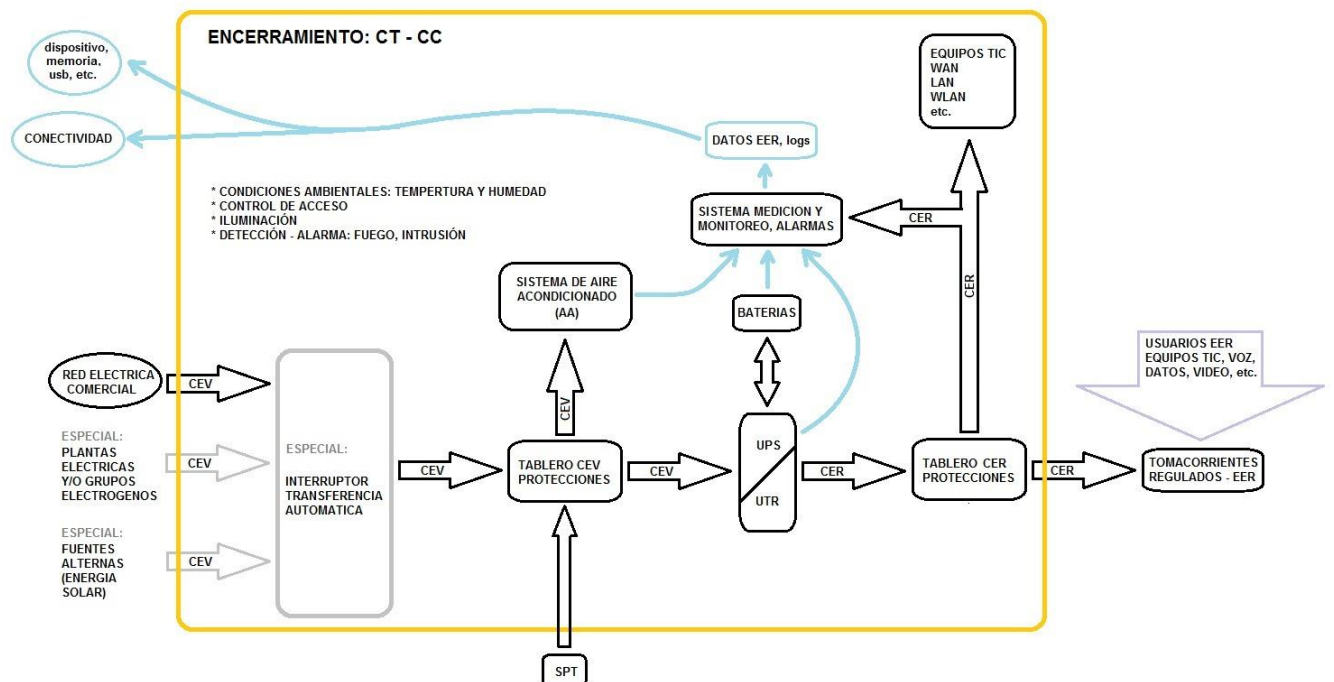 ENCERRAMIENTO: CT - CC
dispositivo,
memoria,
usb, etc.
CONECTIVIDAD
EQUIPOS TIC
WAN
LAN
WLAN
etc.
DATOS EER, logs
* CONDICIONES AMBIENTALES: TEMPERTURA Y HUMEDAD
* CONTROL DE ACCESO
* ILUMINACIÓN
* DETECCIÓN - ALARMA: FUEGO, INTRUSIÓN
SISTEMA MEDICION Y
MONITOREO, ALARMAS
CER
CER
SISTEMA DE AIRE
ACONDICIONADO
(AA)
BATERIAS
USUARIOS EER
EQUIPOS TIC, VOZ,
DATOS, VIDEO, etc.
RED ELECTRICA
COMERCIAL
CEV
CEV
ESPECIAL:
PLANTAS
ELECTRICAS
Y/O GRUPOS
ELECTROGENOS
CEV
ESPECIAL:
INTERRUPTOR
TRANSFERENCIA
AUTOMATICA
CEV
TABLERO CEV
PROTECCIONES
CEV
UPS
UTR
CER
TABLERO CER
PROTECCIONES
CER
TOMACORRIENTES
REGULADOS - EER
ESPECIAL:
FUENTES
ALTERNAS
(ENERGIA
SOLAR)
CEV
SPT